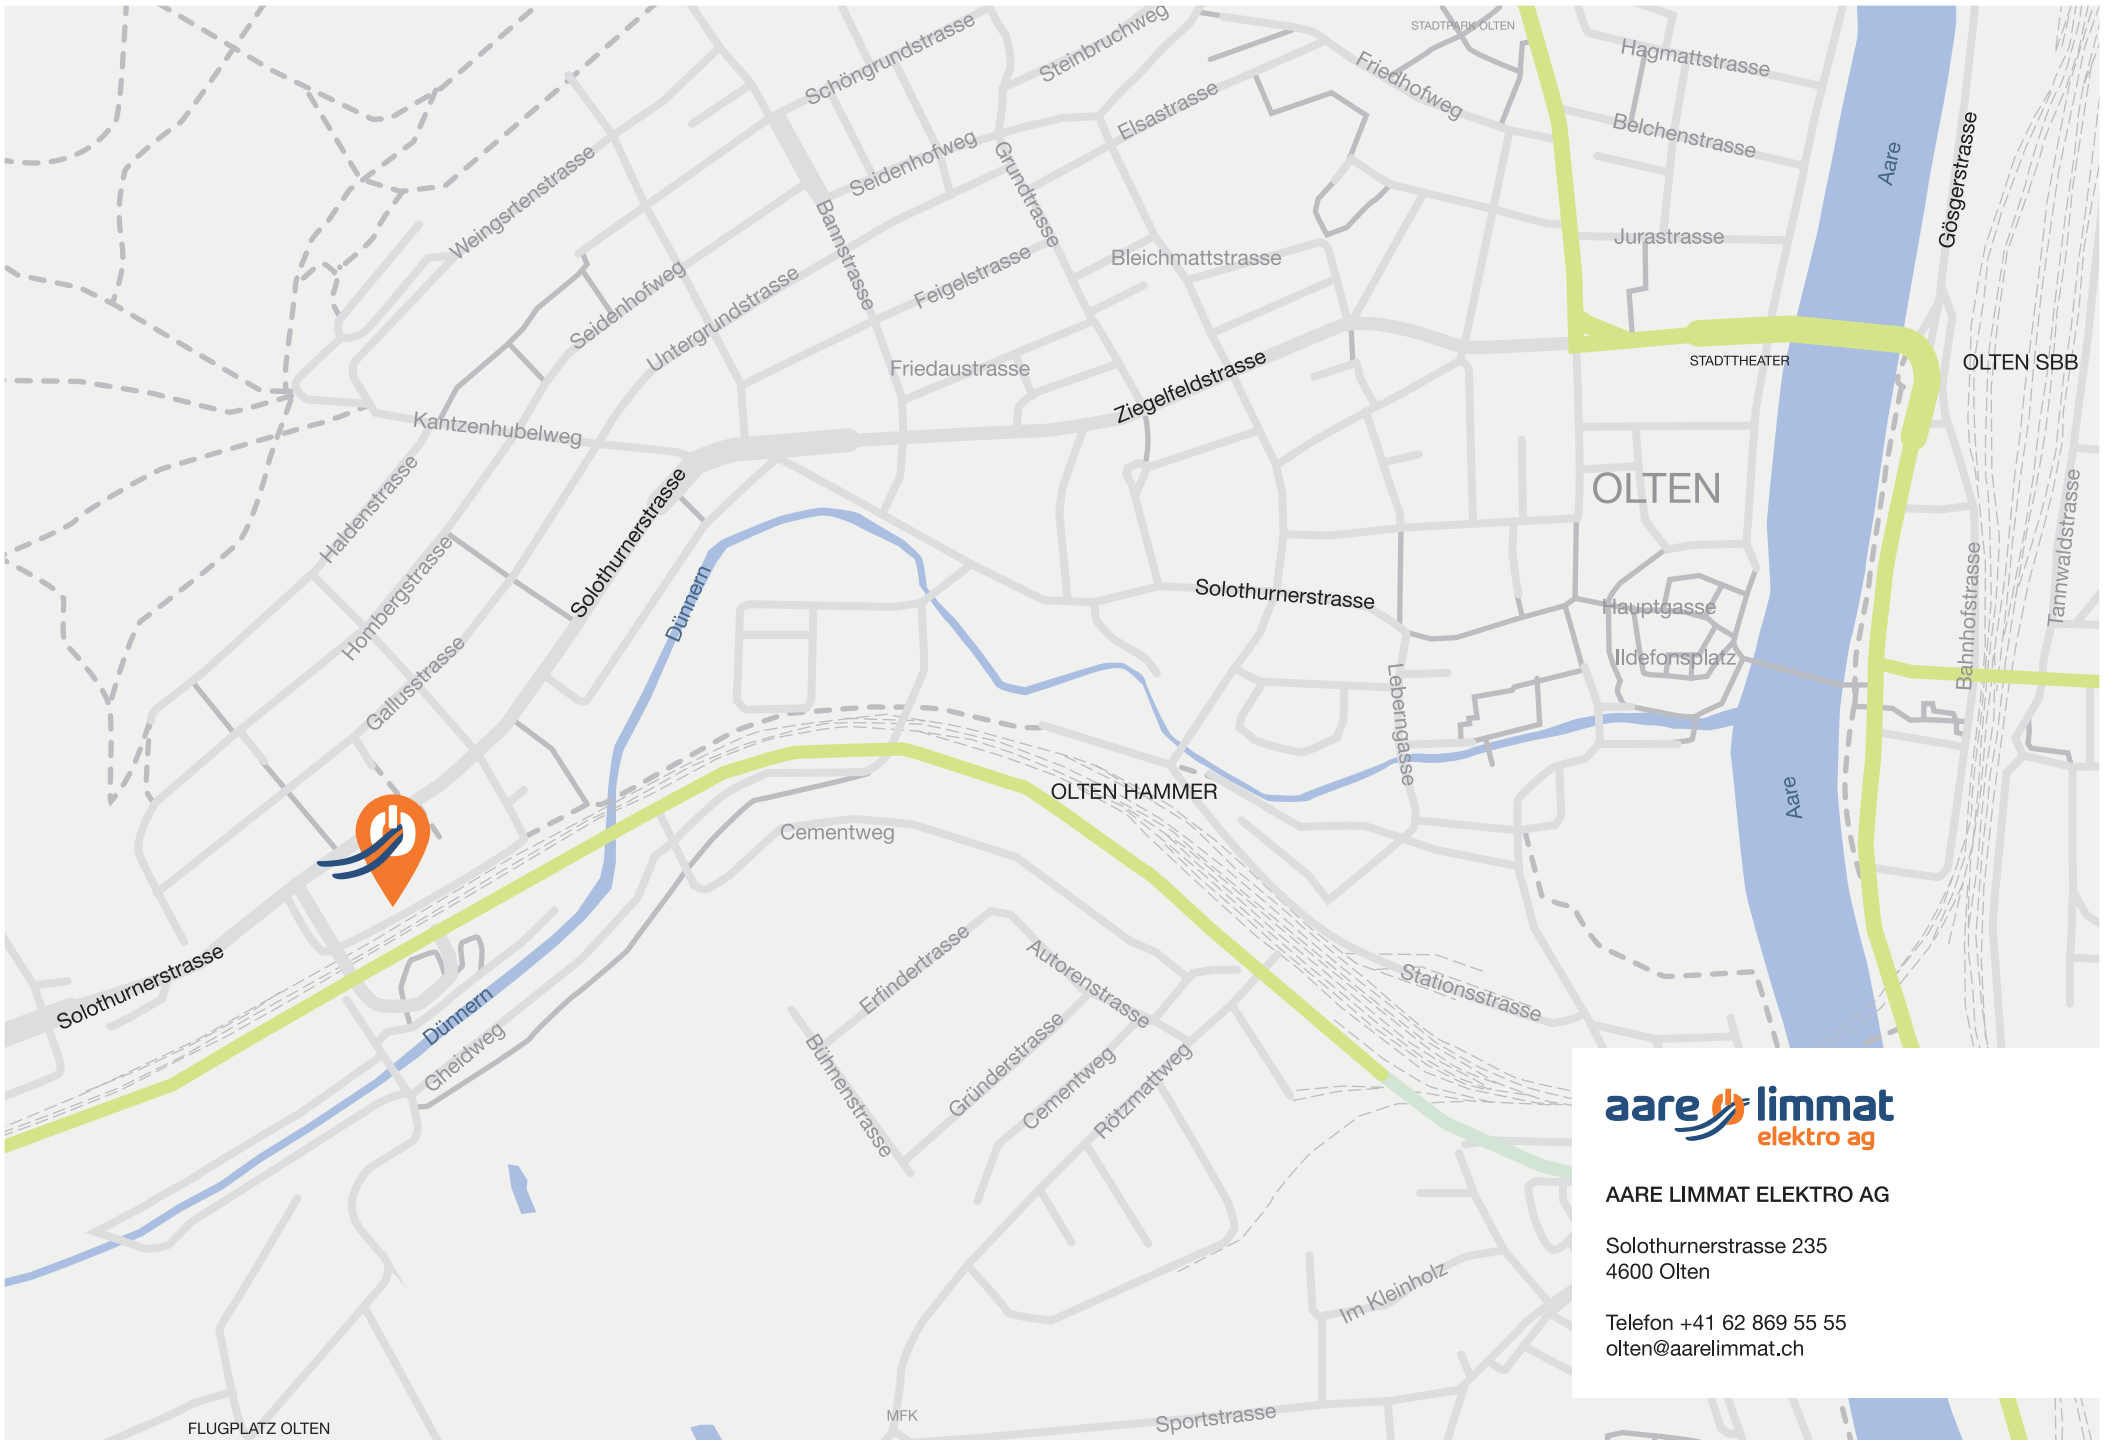 STADTPARK OLTEN
Schöngrundstrasse
Steinbruchweg
Friedhofweg
Hagmattstrasse
Elsastrasse
Belchenstrasse
Weingsrtenstrasse
Seidenhofweg
Grundtrasse
Aare
Gösgerstrasse
Bannstrasse
Jurastrasse
Bleichmattstrasse
Feigelstrasse
Seidenhofweg
Untergrundstrasse
Friedaustrasse
Ziegelfeldstrasse
STADTTHEATER
OLTEN SBB
Kantzenhubelweg
Haldenstrasse
Solothurnerstrasse
OLTEN
Tannwaldstrasse
Hombergstrasse
Dünnern
Solothurnerstrasse
Hauptgasse
Ildefonsplatz
Bahnhofstrasse
Gallusstrasse
Leberngasse
OLTEN HAMMER
Aare
Cementweg
Solothurnerstrasse
Erfindertrasse
Autorenstrasse
Stationsstrasse
Dünnern
Gheidweg
Bühnenstrasse
Gründerstrasse
Cementweg
Rötzmattweg
Im Kleinholz
FLUGPLATZ OLTEN
MFK
Sportstrasse
aare limmat
elektro ag
AARE LIMMAT ELEKTRO AG
Solothurnerstrasse 235
4600 Olten
Telefon +41 62 869 55 55
olten@aarelimmat.ch